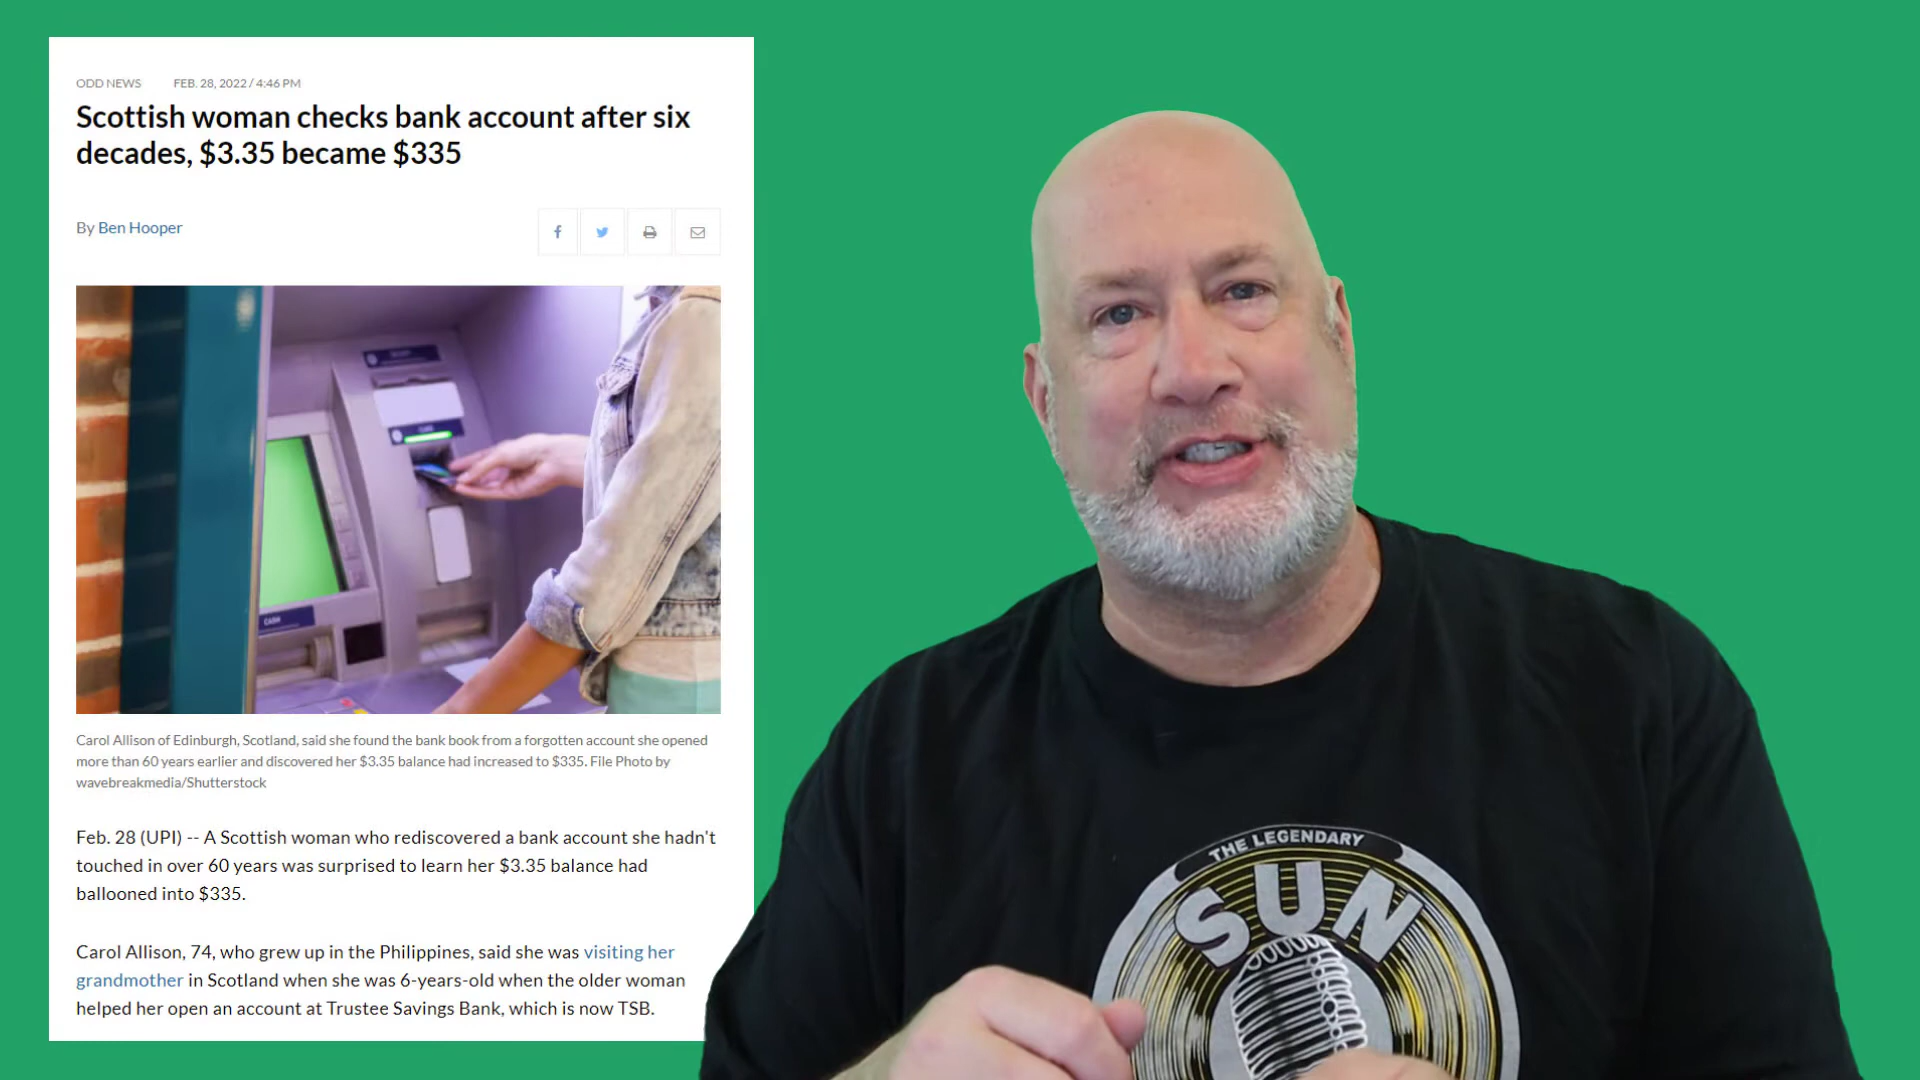 ODD NEWS FEB. 28, 2022 / 4:46 PM
Scottish woman checks bank account after six
decades, $3.35 became $335
By Ben Hooper
CASH
Carol Allison of Edinburgh, Scotland, said she found the bank book from a forgotten account she opened
more than 60 years earlier and discovered her $3.35 balance had increased to $335. File Photo by
wavebreakmedia/Shutterstock
Feb. 28 (UPI) -- A Scottish woman who rediscovered a bank account she hadn't
touched in over 60 years was surprised to learn her $3.35 balance had
ballooned into $335.
Carol Allison, 74, who grew up in the Philippines, said she was visiting her
grandmother in Scotland when she was 6-years-old when the older woman
helped her open an account at Trustee Savings Bank, which is now TSB.
THE LEGENDARY
SUN